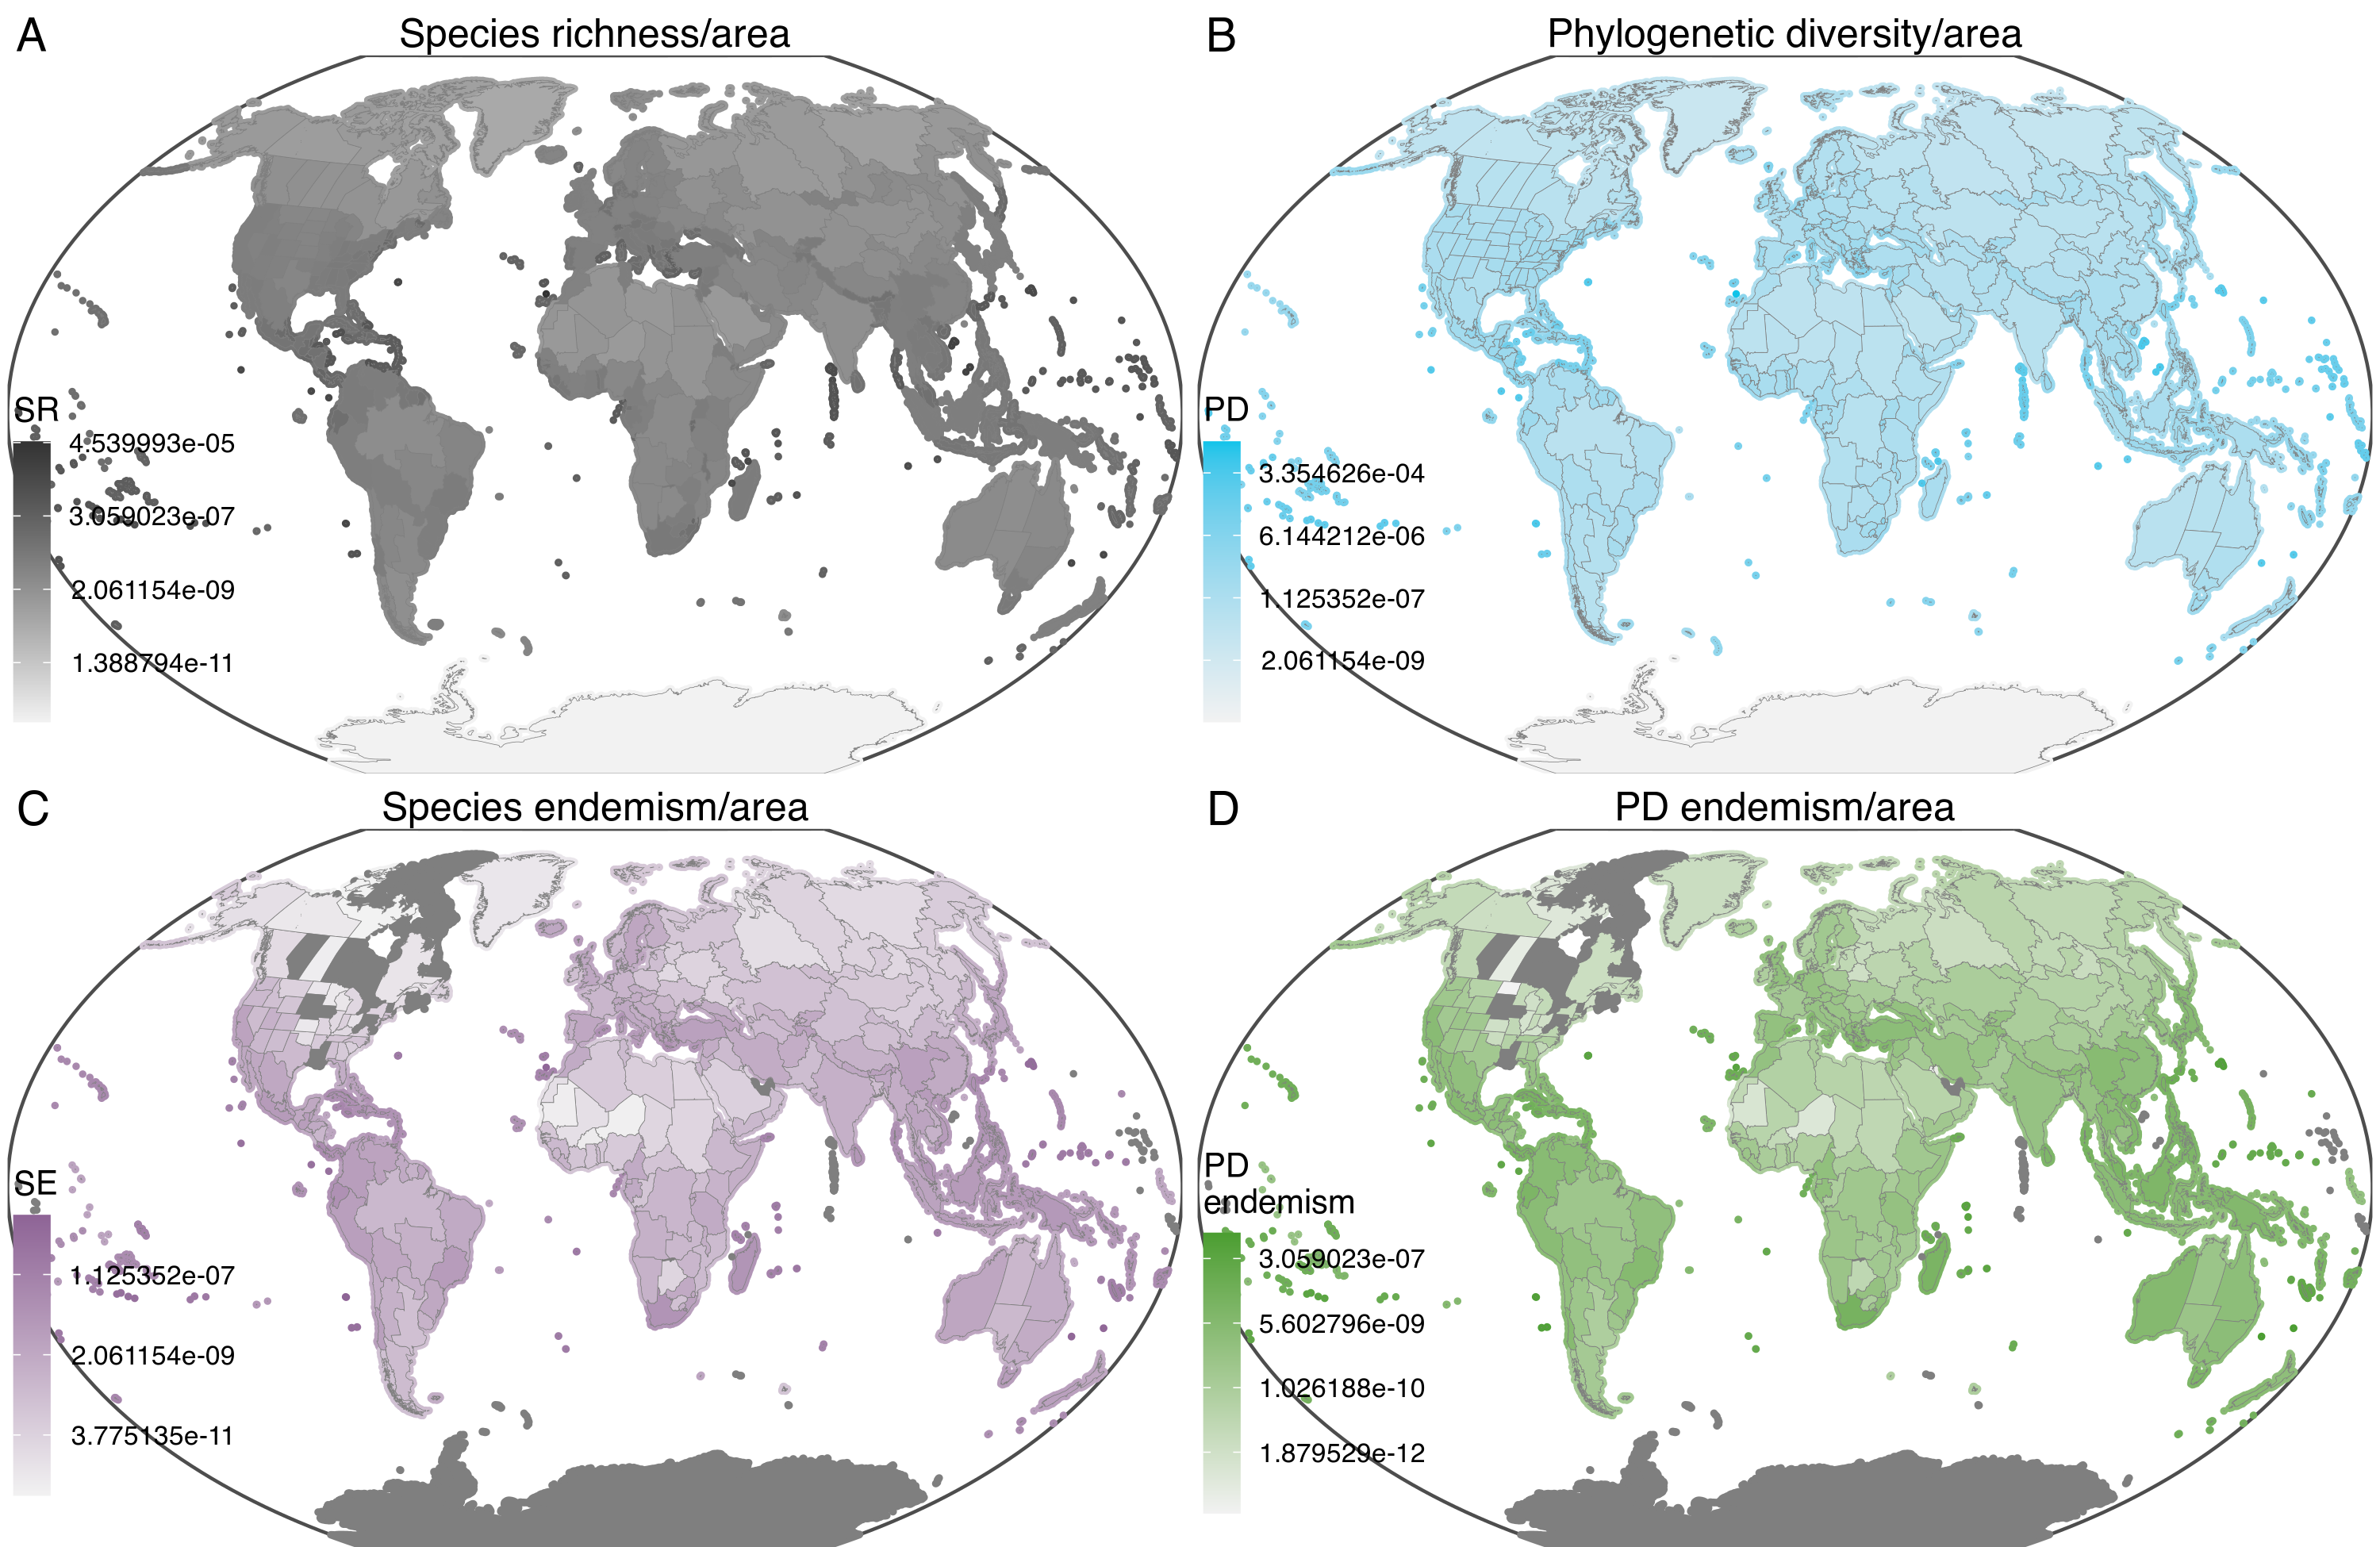 A
Species richness/area
SR
4.539993e-05
3.059023e-07
2.061154e-09
1.388794e-11
B
Phylogenetic diversity/area
PD
3.354626e-04
6.144212e-06
1.125352e-07
2.061154e-09
C
Species endemism/area
SE
1.125352e-07
2.061154e-09
3.775135e-11
D
PD endemism/area
PD
endemism
3.059023e-07
5.602796e-09
1.026188e-10
1.879529e-12